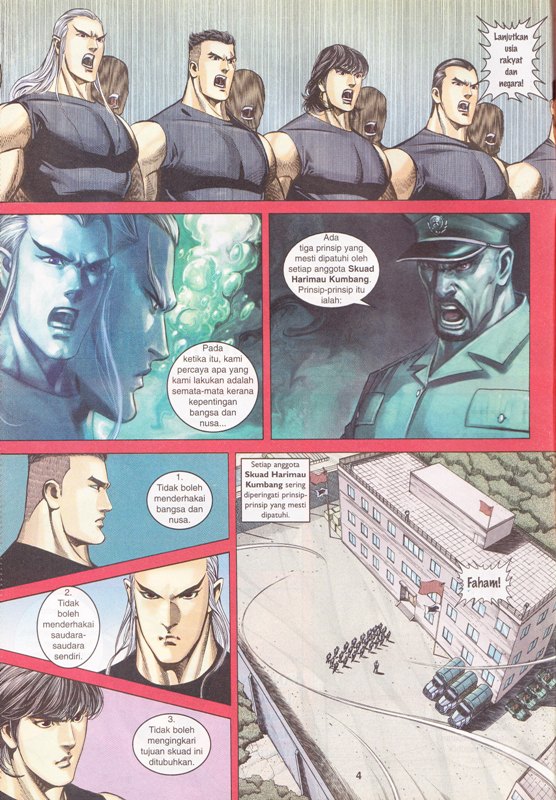 Lanjutkan
usia
rakyat
dan
negara!
Pada
ketika itu, kami
percaya apa yang
kami lakukan adalah
semata-mata kerana
kepentingan
bangsa dan
nusa...
Ada
tiga prinsip yang
mesti dipatuhi oleh
setiap anggota Skuad
Harimau Kumbang.
Prinsip-prinsip itu
ialah:
1.
Tidak boleh
menderhakai
bangsa dan
nusa.
2.
Tidak
boleh
menderhakai
saudara-
saudara
sendiri.
3.
Tidak boleh
mengingkari
tujuan skuad ini
ditubuhkan.
Setiap anggota
Skuad Harimau
Kumbang sering
diperingati prinsip-
prinsip yang mesti
dipatuhi.
Faham!
4